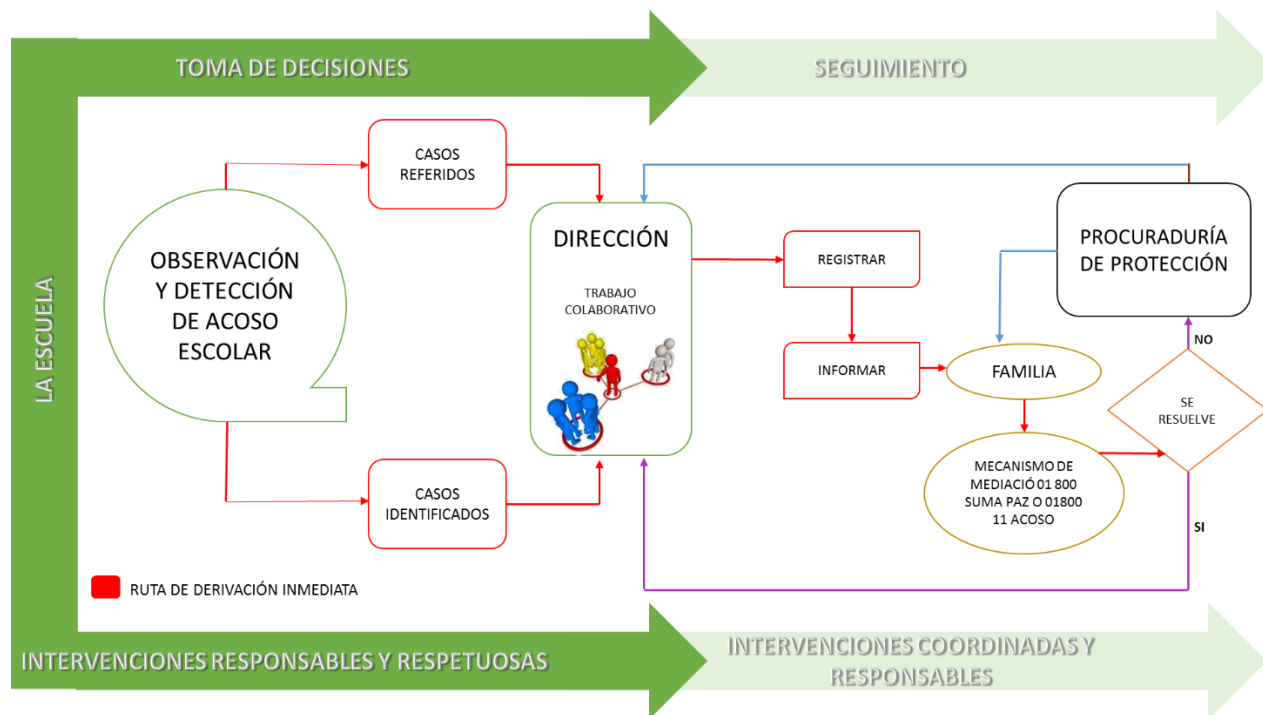 TOMA DE DECISIONES
SEGUIMIENTO
LA ESCUELA
CASOS
REFERIDOS
OBSERVACIÓN
Y DETECCIÓN
DE ACOSO
ESCOLAR
CASOS
IDENTIFICADOS
DIRECCIÓN
TRABAJO
COLABORATIVO
REGISTRAR
INFORMAR
FAMILIA
MECANISMO DE
MEDIACIÓ 01 800
SUMA PAZ O 01800
11 ACOSO
PROCURADURÍA
DE PROTECCIÓN
NO
SE
RESUELVE
SI
RUTA DE DERIVACIÓN INMEDIATA
INTERVENCIONES RESPONSABLES Y RESPETUOSAS
INTERVENCIONES COORDINADAS Y
RESPONSABLES